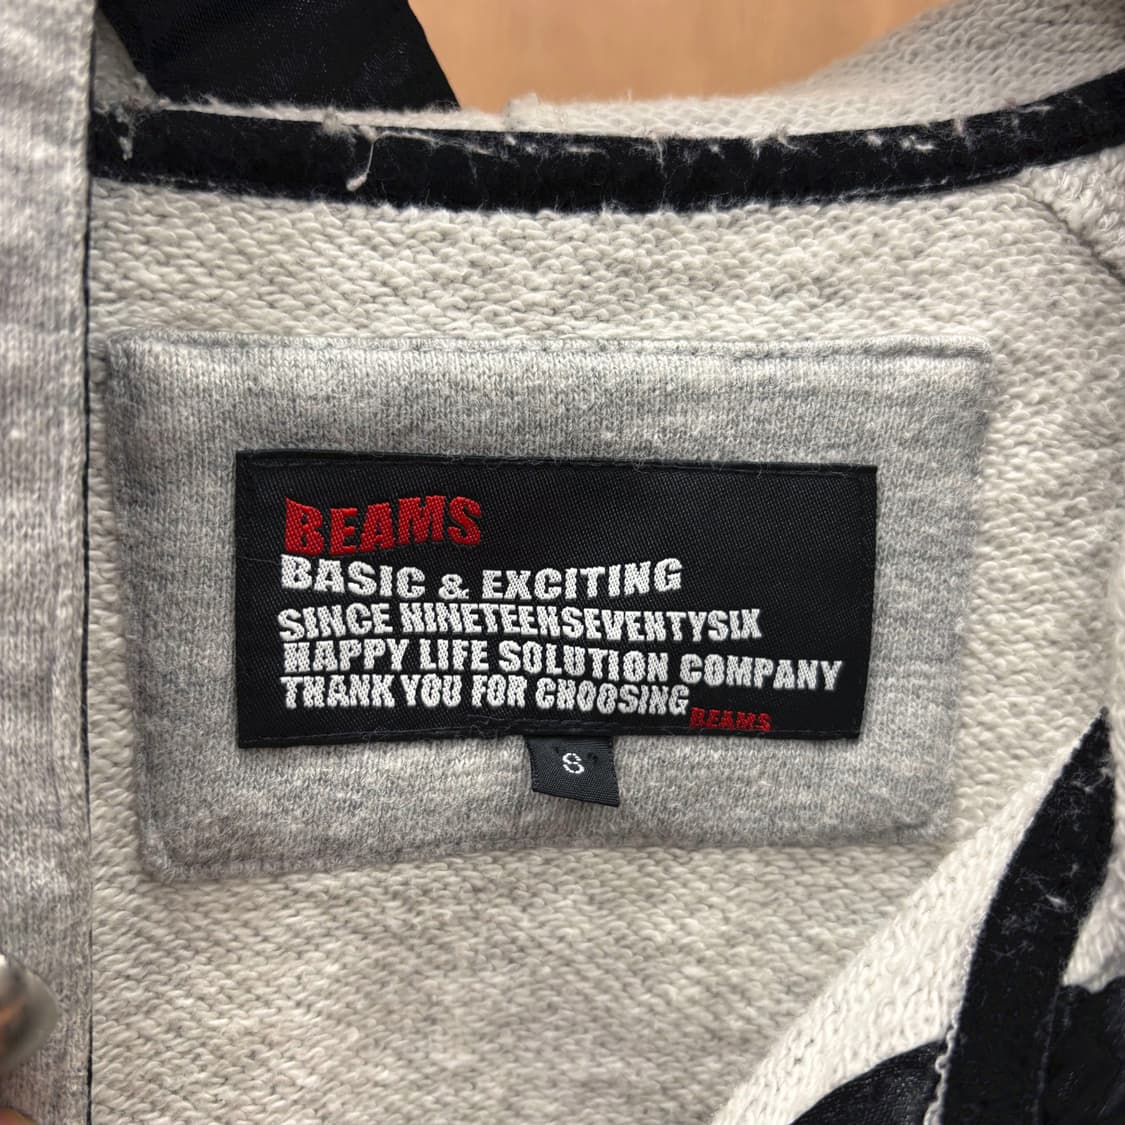 BEAMS
BASIC & EXCITING
SINCE NINETEENSEVENTYSIX
HAPPY LIFE SOLUTION COMPANY
THANK YOU FOR CHOOSING
BEAMS
"S"